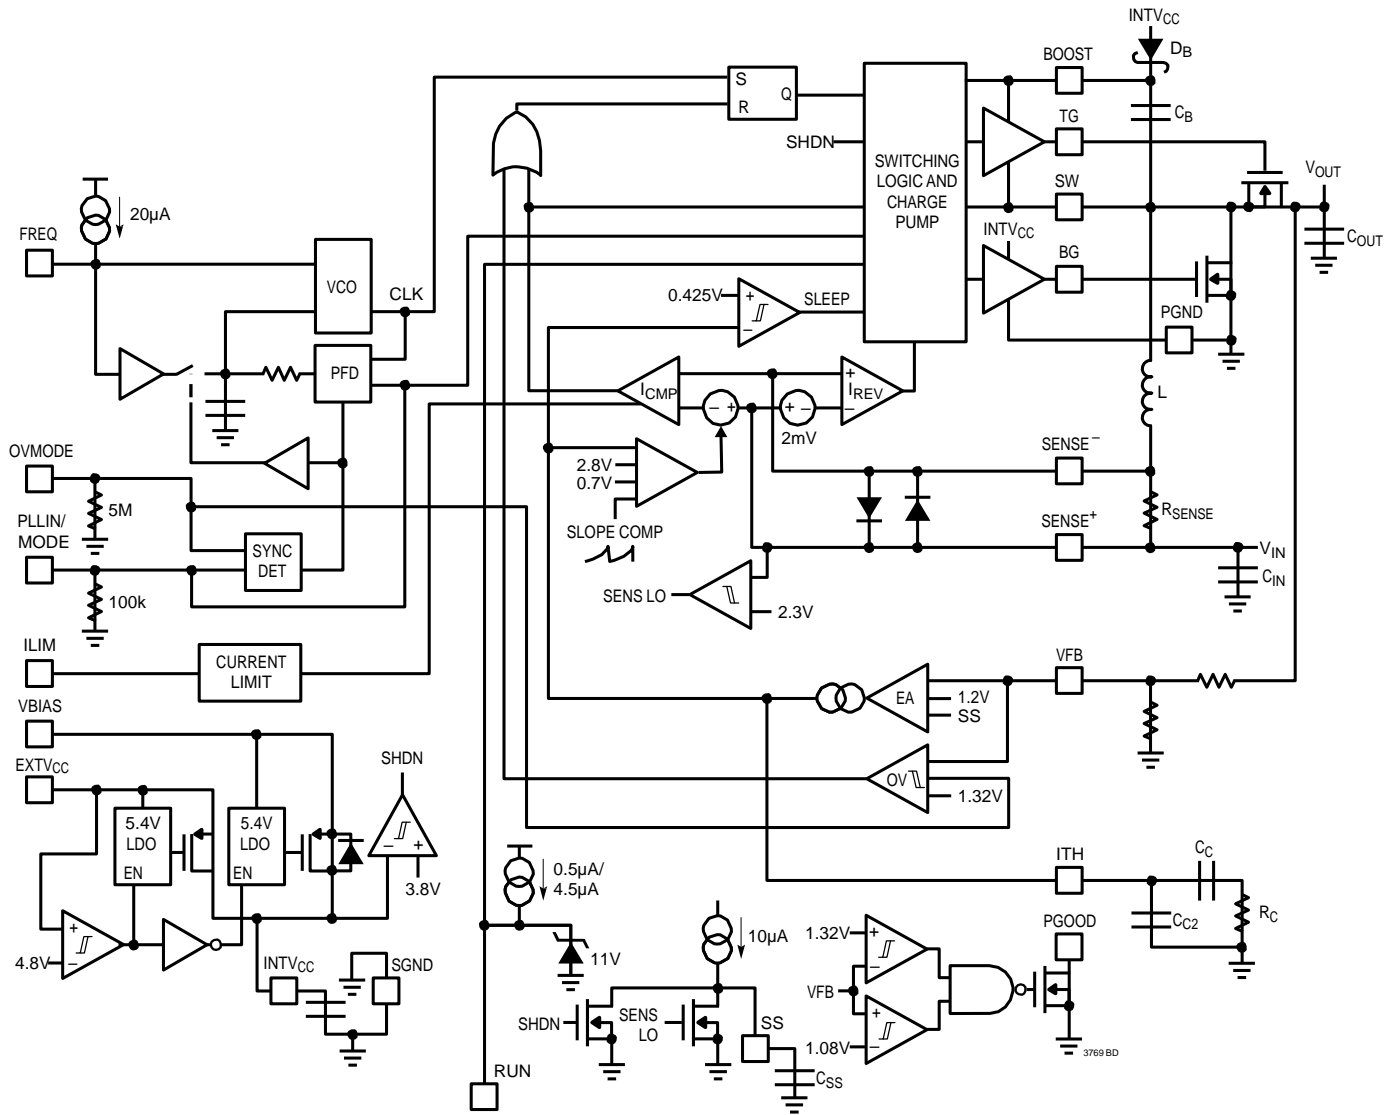 INTVCC
DB
BOOST
CB
S
R
Q
TG
SHDN
SWITCHING
LOGIC AND
CHARGE
PUMP
VOUT
SW
20µA
FREQ
INTVCC
COUT
BG
VCO
CLK
0.425V
+
−
SLEEP
PGND
PFD
ICMP
− +
+ −
2mV
+
IREV
−
L
OVMODE
2.8V
0.7V
SENSE−
5M
SLOPE COMP
RSENSE
PLLIN/
MODE
SYNC
DET
SENSE+
VIN
CIN
100k
SENS LO
2.3V
ILIM
CURRENT
LIMIT
VFB
EA
1.2V
SS
VBIAS
SHDN
EXTVCC
OV
1.32V
5.4V
LDO
EN
5.4V
LDO
EN
−
+
3.8V
0.5µA/
4.5µA
ITH
CC
RC
CC2
PGOOD
+
−
4.8V
10µA
1.32V
+
−
INTVCC
SGND
11V
VFB
SHDN
SENS
LO
SS
+
−
1.08V
3769 BD
RUN
CSS